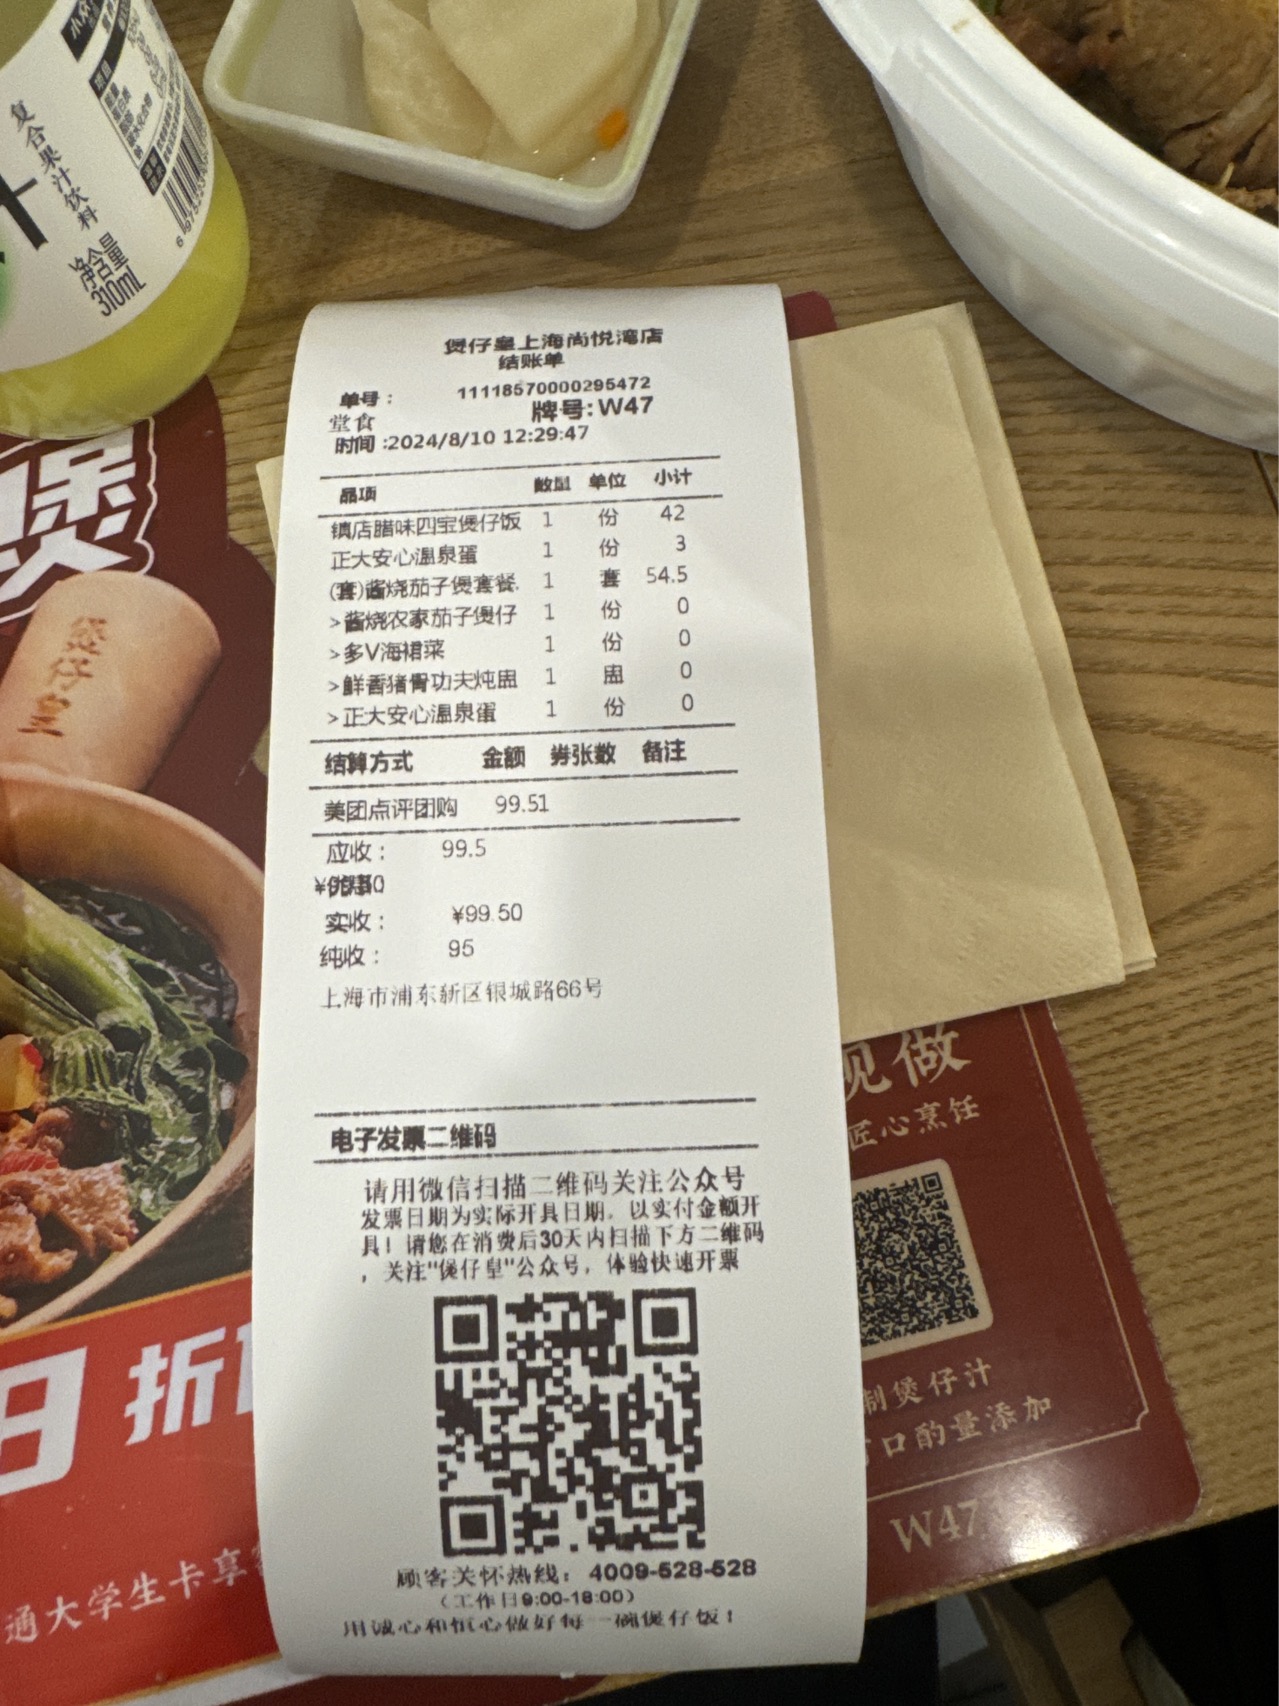 复合果汁饮料
净含量
310mL
煲仔皇
煲仔皇上海尚悦湾店
结账单
单号： 11118570000295472
堂食 牌号:W47
时间:2024/8/10 12:29:47
品项 数量 单位 小计
镇店腊味四宝煲仔饭 1 份 42
正大安心温泉蛋 1 份 3
(套)酱烧茄子煲套餐. 1 套 54.5
>酱烧农家茄子煲仔 1 份 0
>多V海裙菜 1 份 0
>鲜香猪骨功夫炖盅 1 盅 0
>正大安心温泉蛋 1 份 0
结算方式 金额 券张数 备注
美团点评团购 99.51
应收： 99.5
实收： ¥99.50
纯收： 95
上海市浦东新区银城路66号
电子发票二维码
请用微信扫描二维码关注公众号
发票日期为实际开具日期，以实付金额开
具！请您在消费后30天内扫描下方二维码
，关注"煲仔皇"公众号，体验快速开票
顾客关怀热线：4009-528-528
（工作日9:00-18:00）
用诚心和恒心做好每一碗煲仔饭！
现做
匠心烹饪
制煲仔汁
口酌量添加
W47
日 折
通大学生卡享